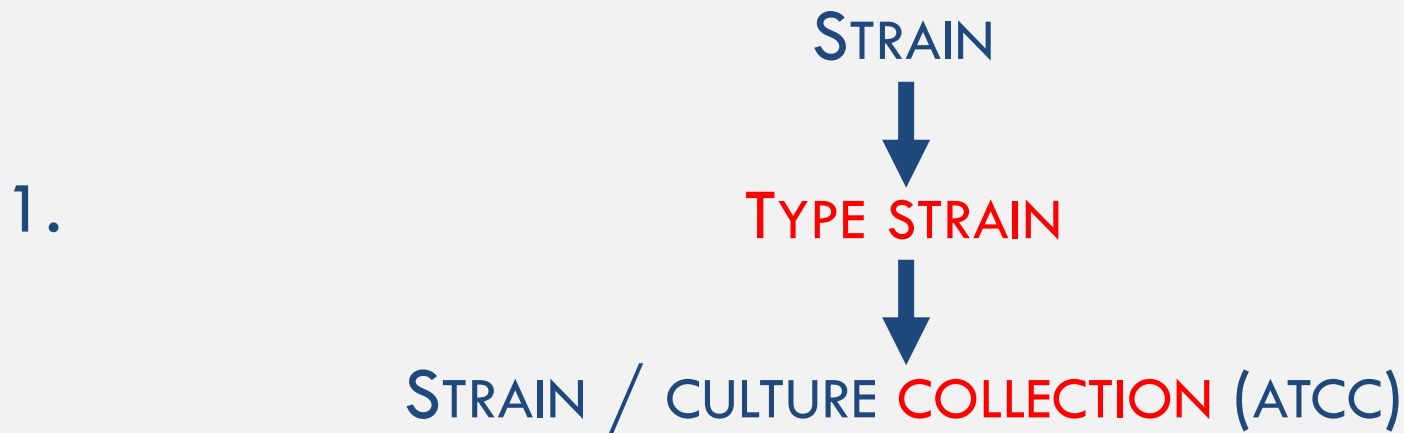 STRAIN
1.
TYPE STRAIN
STRAIN / CULTURE COLLECTION (ATCC)